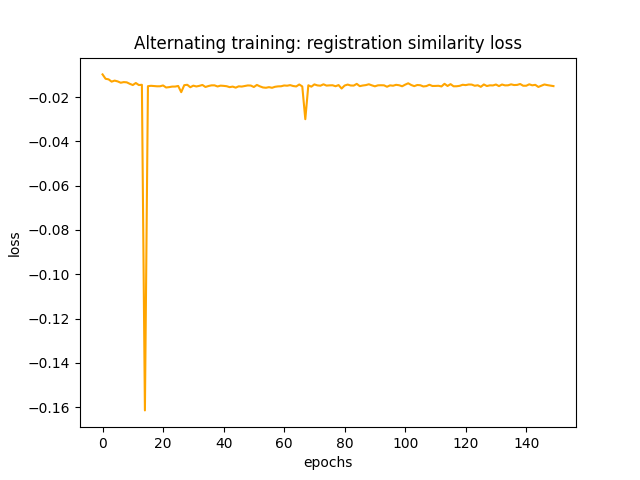 Alternating training: registration similarity loss
−0.02
−0.04
−0.06
−0.08
−0.10
−0.12
−0.14
−0.16
loss
0 20 40 60 80 100 120 140
epochs